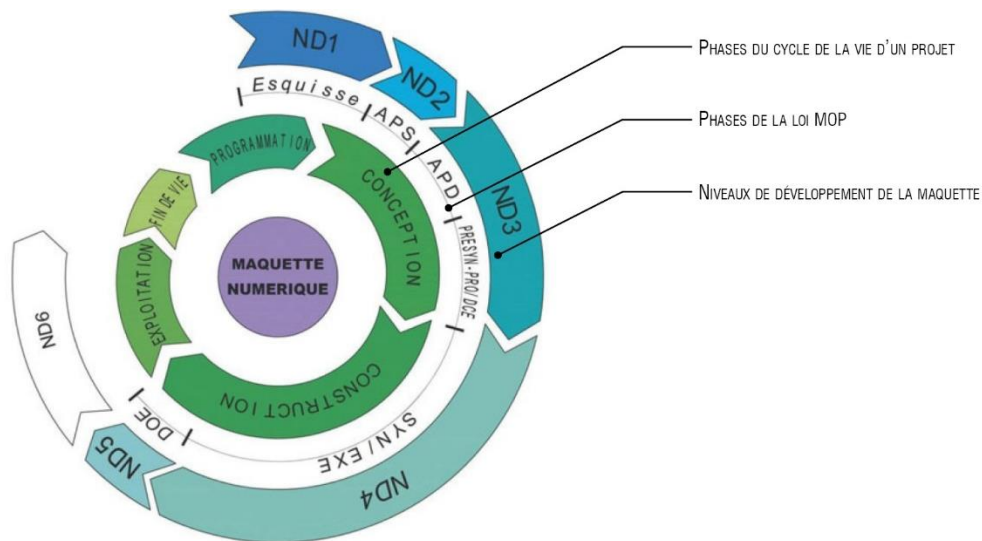 ND1
ND2
ND3
ND4
ND5
ND6
Esquisse
APS
APD
PRESYN-PRO/DCE
SYN/EXE
DOE
PROGRAMMATION
CONCEPTION
CONSTRUCTION
EXPLOITATION
FIN DE VIE
MAQUETTE
NUMERIQUE
PHASES DU CYCLE DE LA VIE D'UN PROJET
PHASES DE LA LOI MOP
NIVEAUX DE DÉVELOPPEMENT DE LA MAQUETTE